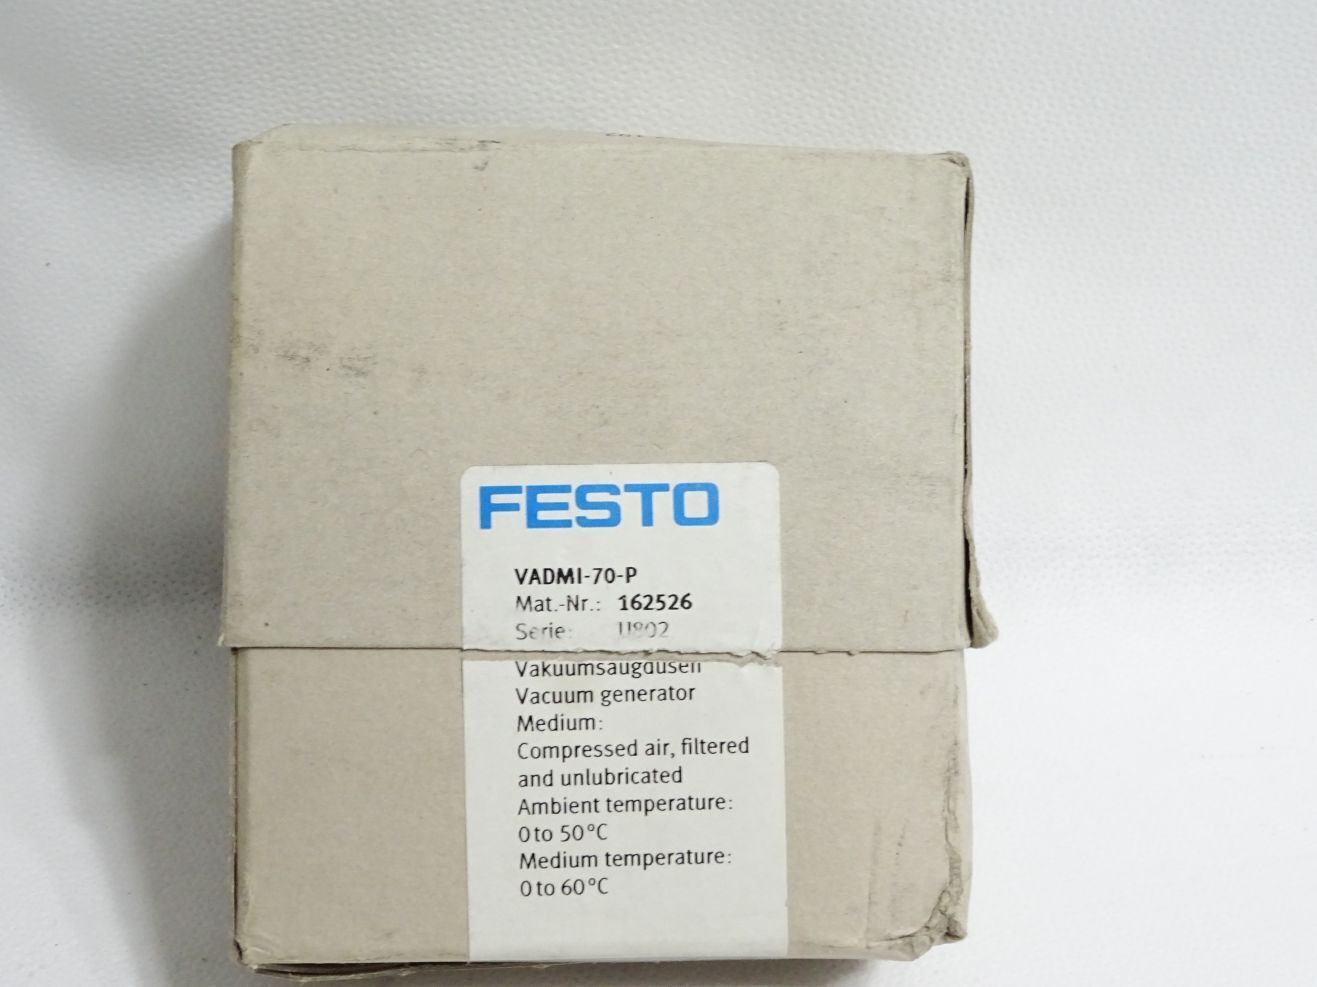 FESTO
VADMI-70-P
Mat.-Nr.: 162526
Serie: U802
Vakuumsaugdüsen
Vacuum generator
Medium:
Compressed air, filtered
and unlubricated
Ambient temperature:
0 to 50°C
Medium temperature:
0 to 60°C